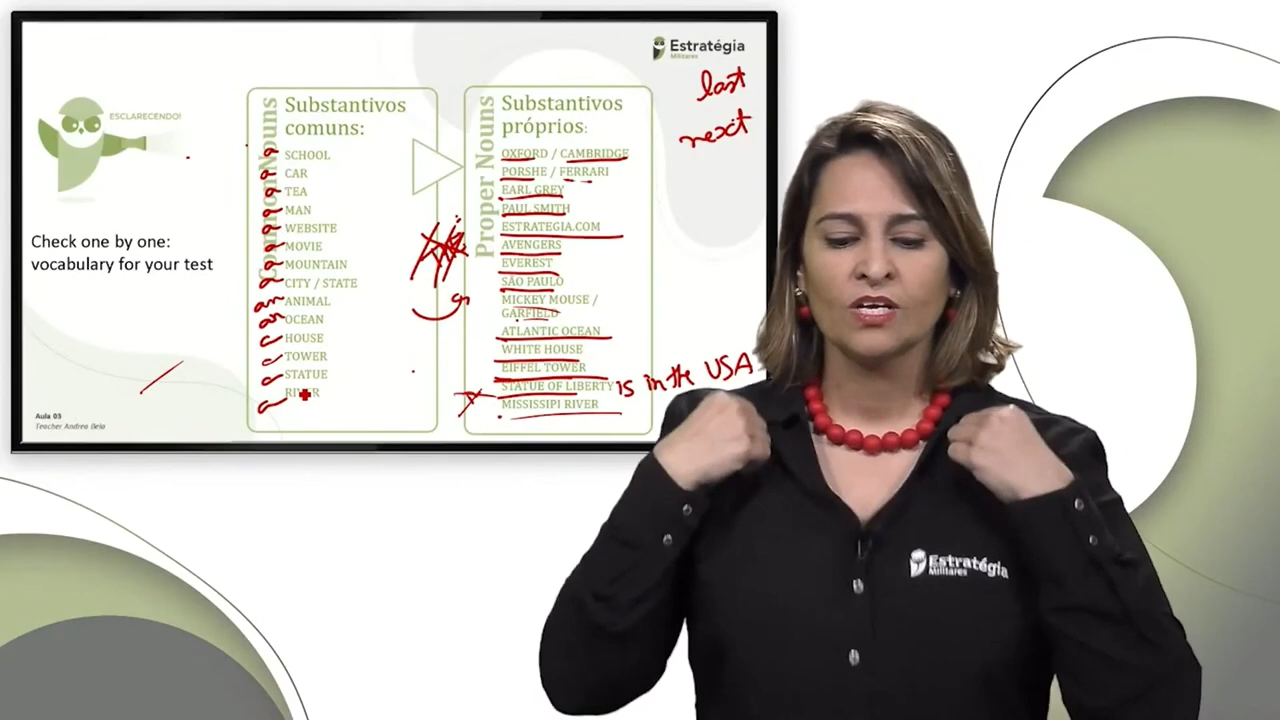 Estratégia
Militares
last
next
ESCLARECENDO!
Check one by one:
vocabulary for your test
Common Nouns
Substantivos
comuns:
SCHOOL
CAR
TEA
MAN
WEBSITE
MOVIE
MOUNTAIN
CITY / STATE
ANIMAL
OCEAN
HOUSE
TOWER
STATUE
RIVER
a
a
a
a
a
a
a
a
an
an
a
a
a
a
Proper Nouns
Substantivos
próprios:
OXFORD / CAMBRIDGE
PORSHE / FERRARI
EARL GREY
PAUL SMITH
ESTRATEGIA.COM
AVENGERS
EVEREST
SÃO PAULO
MICKEY MOUSE /
GARFIELD
ATLANTIC OCEAN
WHITE HOUSE
EIFFEL TOWER
STATUE OF LIBERTY is in the USA
MISSISSIPI RIVER
Aula 03
Teacher Andrea Belo
Estratégia
Militares